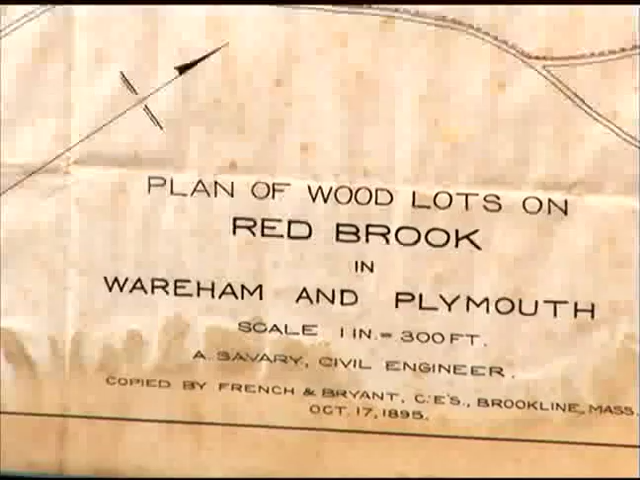 PLAN OF WOOD LOTS ON
RED BROOK
IN
WAREHAM AND PLYMOUTH
SCALE 1 IN. = 300 FT.
A. SAVARY, CIVIL ENGINEER.
COPIED BY FRENCH & BRYANT, C.E'S., BROOKLINE, MASS.
OCT. 17, 1895.